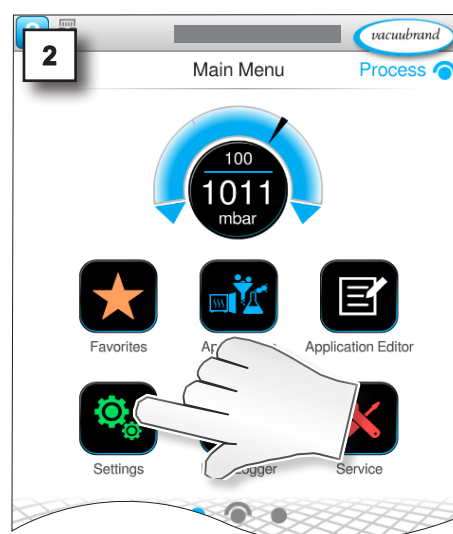 2
vacuubrand
Main Menu
Process
100
1011
mbar
Favorites
Application Editor
Settings
Service